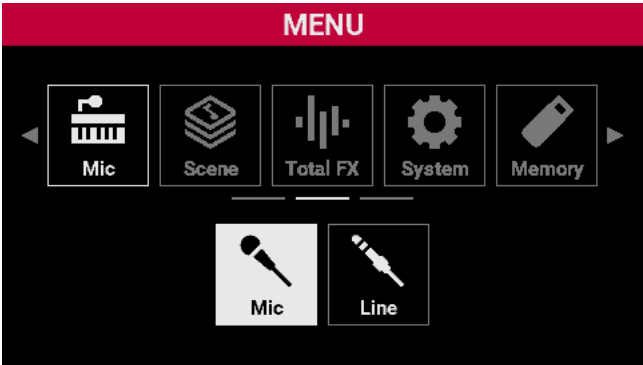 MENU
Mic
Scene
Total FX
System
Memory
Mic
Line